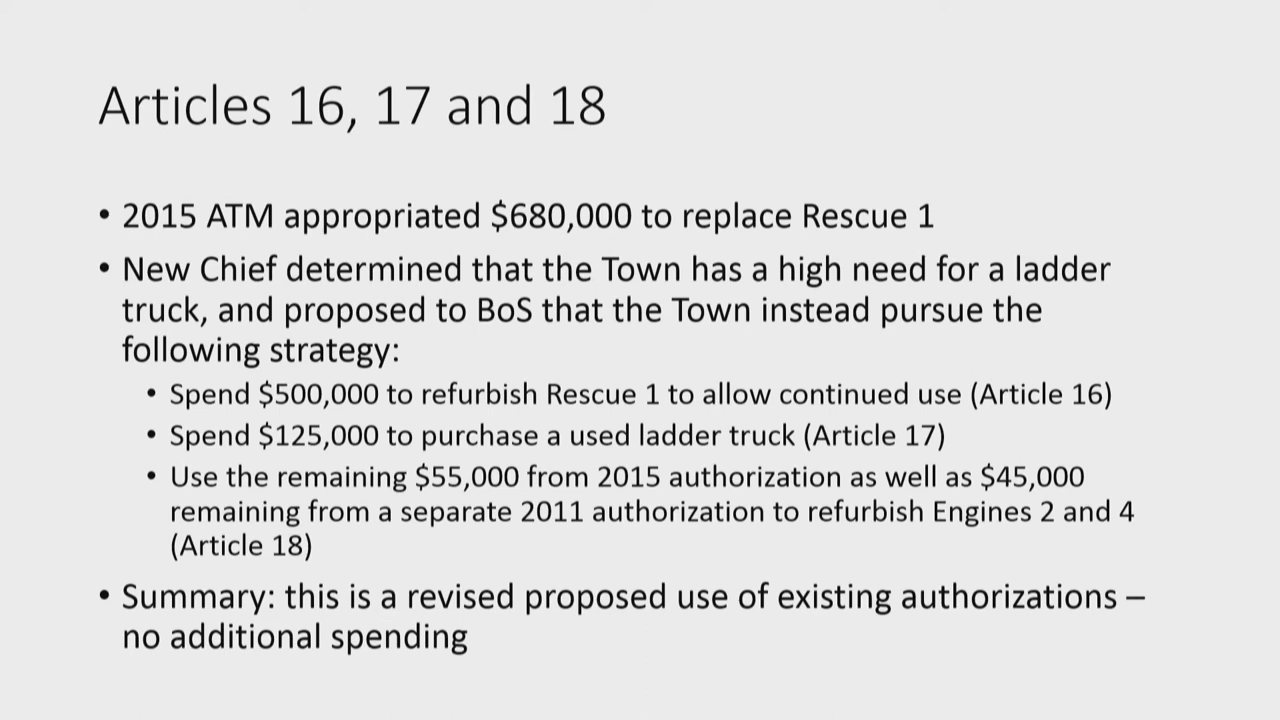 Articles 16, 17 and 18
• 2015 ATM appropriated $680,000 to replace Rescue 1
• New Chief determined that the Town has a high need for a ladder
truck, and proposed to BoS that the Town instead pursue the
following strategy:
• Spend $500,000 to refurbish Rescue 1 to allow continued use (Article 16)
• Spend $125,000 to purchase a used ladder truck (Article 17)
• Use the remaining $55,000 from 2015 authorization as well as $45,000
remaining from a separate 2011 authorization to refurbish Engines 2 and 4
(Article 18)
• Summary: this is a revised proposed use of existing authorizations –
no additional spending